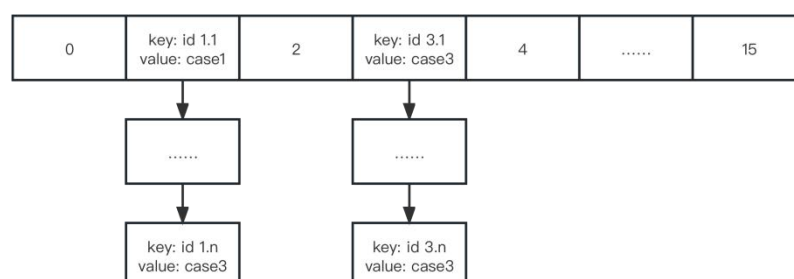 0
key: id 1.1
value: case1
2
key: id 3.1
value: case3
4
......
15
......
......
key: id 1.n
value: case3
key: id 3.n
value: case3